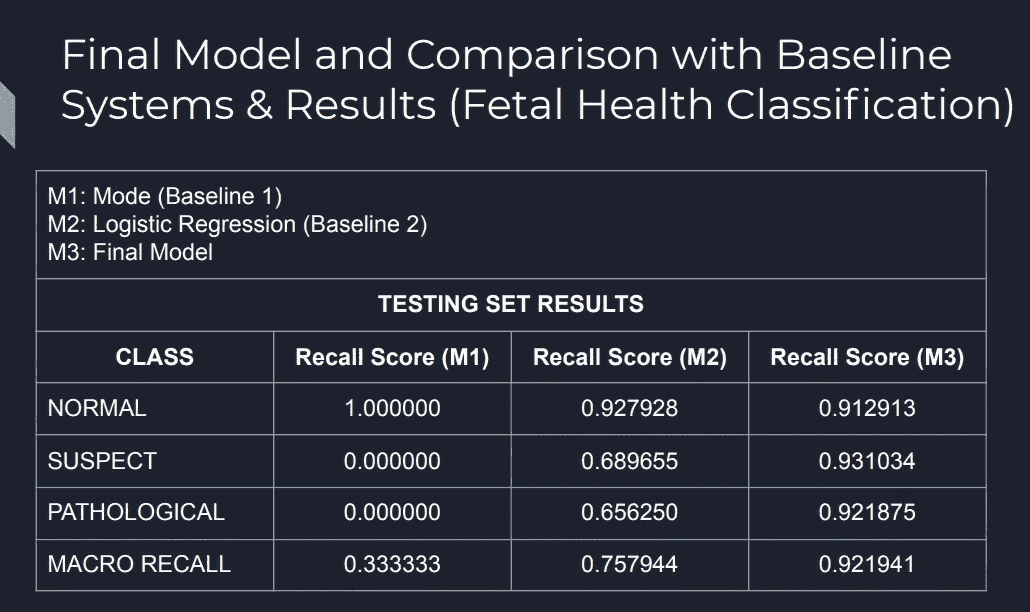 Final Model and Comparison with Baseline
Systems & Results (Fetal Health Classification)
M1: Mode (Baseline 1)
M2: Logistic Regression (Baseline 2)
M3: Final Model
TESTING SET RESULTS
CLASS Recall Score (M1) Recall Score (M2) Recall Score (M3)
NORMAL 1.000000 0.927928 0.912913
SUSPECT 0.000000 0.689655 0.931034
PATHOLOGICAL 0.000000 0.656250 0.921875
MACRO RECALL 0.333333 0.757944 0.921941